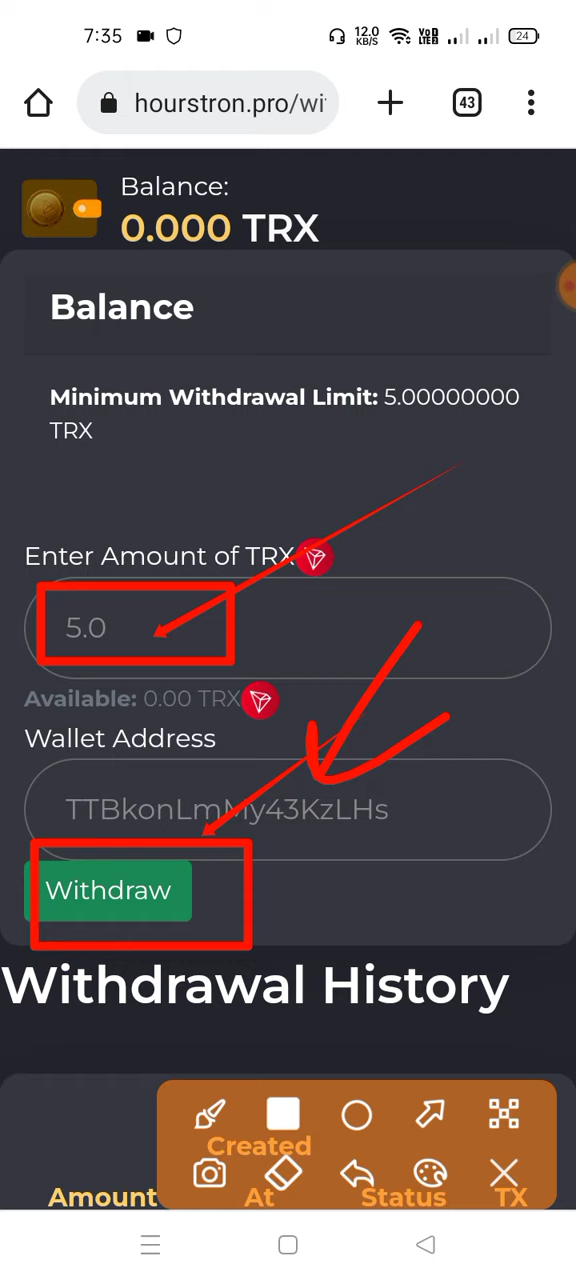 7:35 12.0 KB/S VoD LTE2 24
hourstron.pro/wi 43
Balance:
0.000 TRX
Balance
Minimum Withdrawal Limit: 5.00000000
TRX
Enter Amount of TRX
5.0
Available: 0.00 TRX
Wallet Address
TTBkonLmMy43KzLHs
Withdraw
Withdrawal History
Created
Amount At Status TX